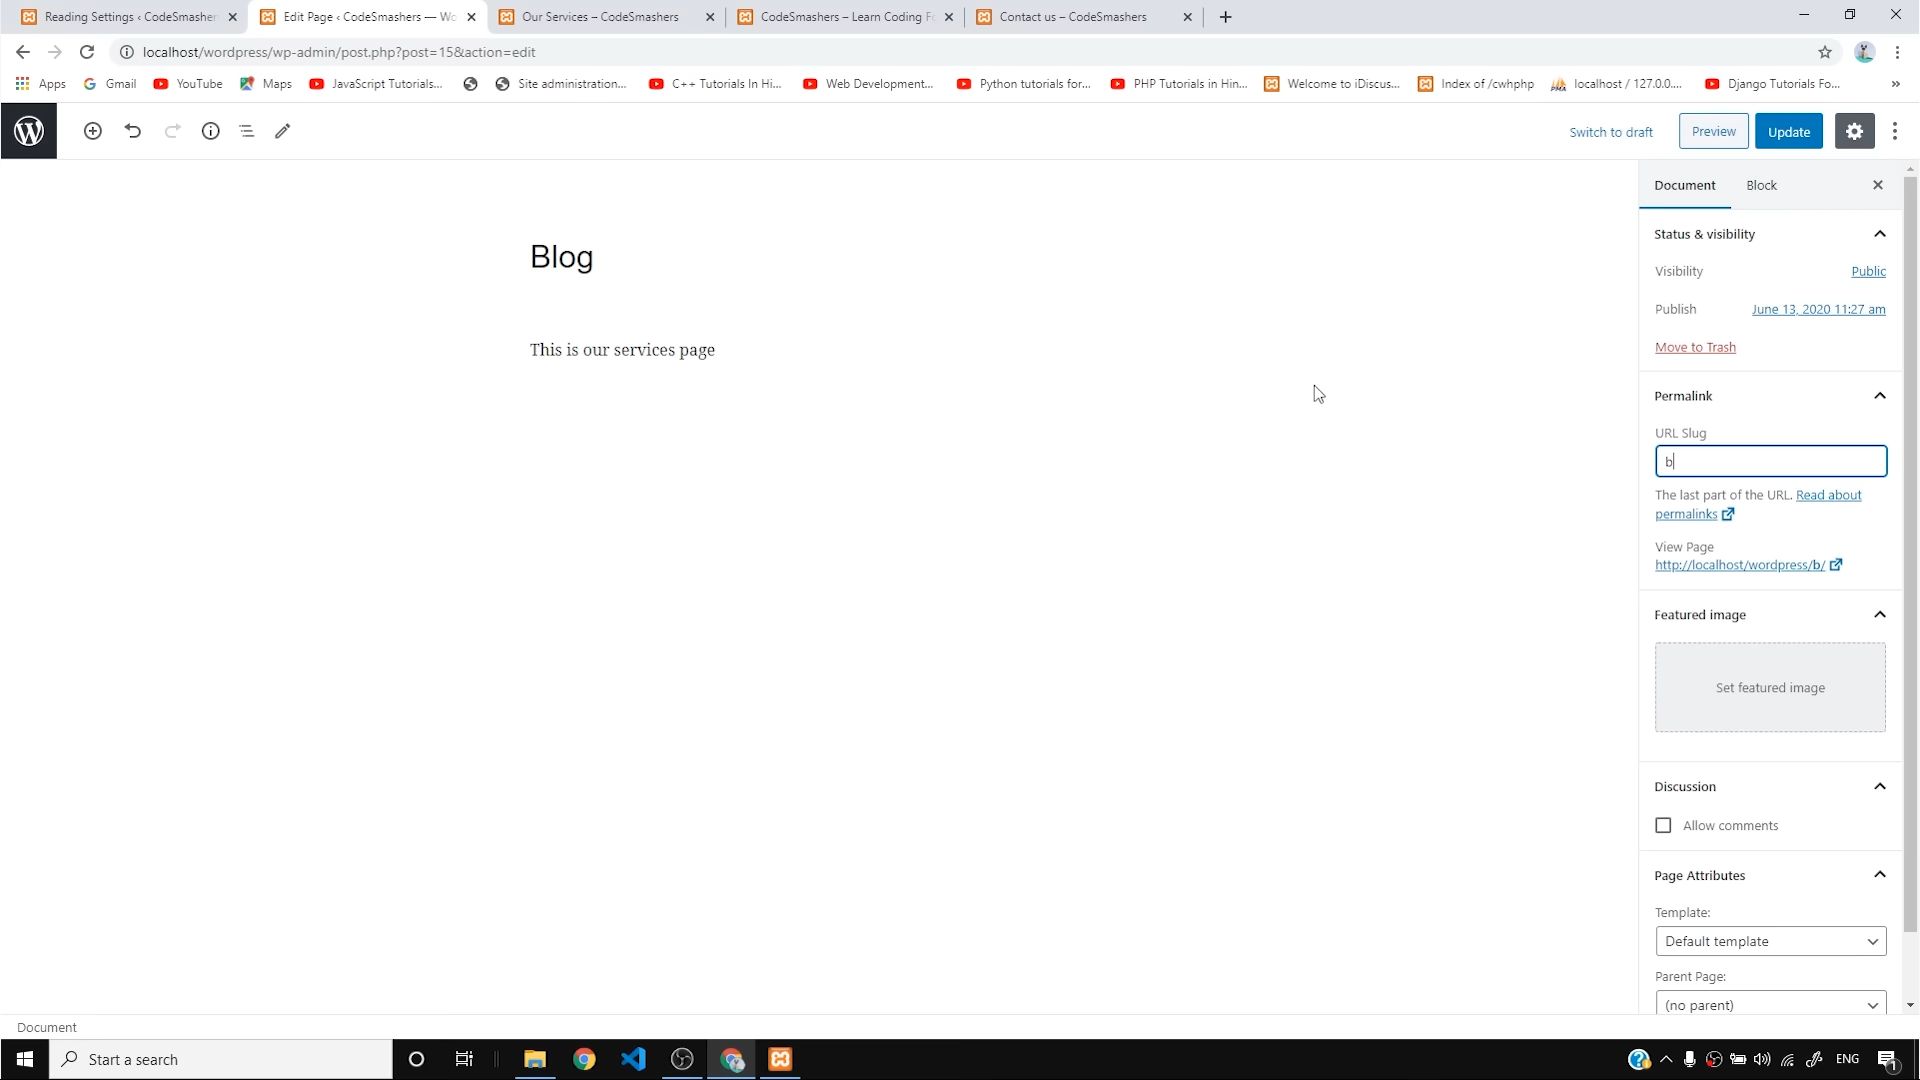 Reading Settings ‹ CodeSmasher
Edit Page ‹ CodeSmashers — Wo
Our Services – CodeSmashers
CodeSmashers – Learn Coding Fo
Contact us – CodeSmashers
localhost/wordpress/wp-admin/post.php?post=15&action=edit
Apps
Gmail
YouTube
Maps
JavaScript Tutorials...
Site administration...
C++ Tutorials In Hi...
Web Development...
Python tutorials for...
PHP Tutorials in Hin...
Welcome to iDiscus...
Index of /cwhphp
localhost / 127.0.0....
Django Tutorials Fo...
»
Switch to draft
Preview
Update
Document
Block
Status & visibility
Blog
Visibility
Public
Publish
June 13, 2020 11:27 am
This is our services page
Move to Trash
Permalink
URL Slug
b
The last part of the URL. Read about
permalinks
View Page
http://localhost/wordpress/b/
Featured image
Set featured image
Discussion
Allow comments
Page Attributes
Template:
Default template
Parent Page:
(no parent)
Document
Start a search
ENG
1